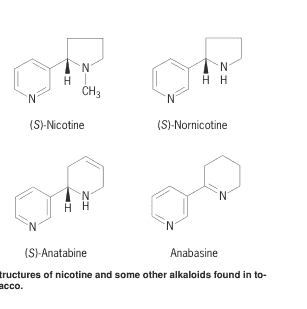 N
H
N
CH3
N
H
N
H
(S)-Nicotine
(S)-Nornicotine
N
H
N
H
N
N
(S)-Anatabine
Anabasine
tructures of nicotine and some other alkaloids found in to-
acco.